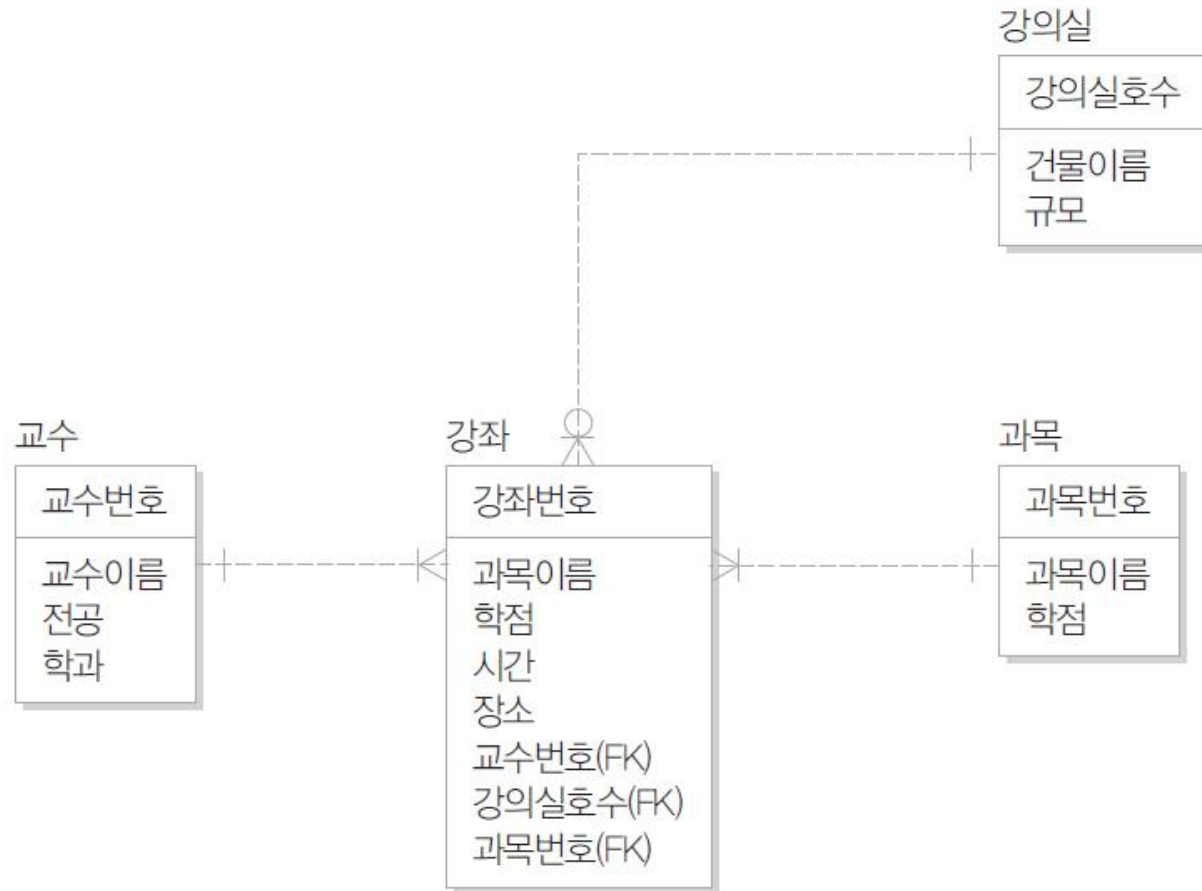 강의실
강의실호수
건물이름
규모
교수
교수번호
교수이름
전공
학과
강좌
강좌번호
과목이름
학점
시간
장소
교수번호(FK)
강의실호수(FK)
과목번호(FK)
과목
과목번호
과목이름
학점